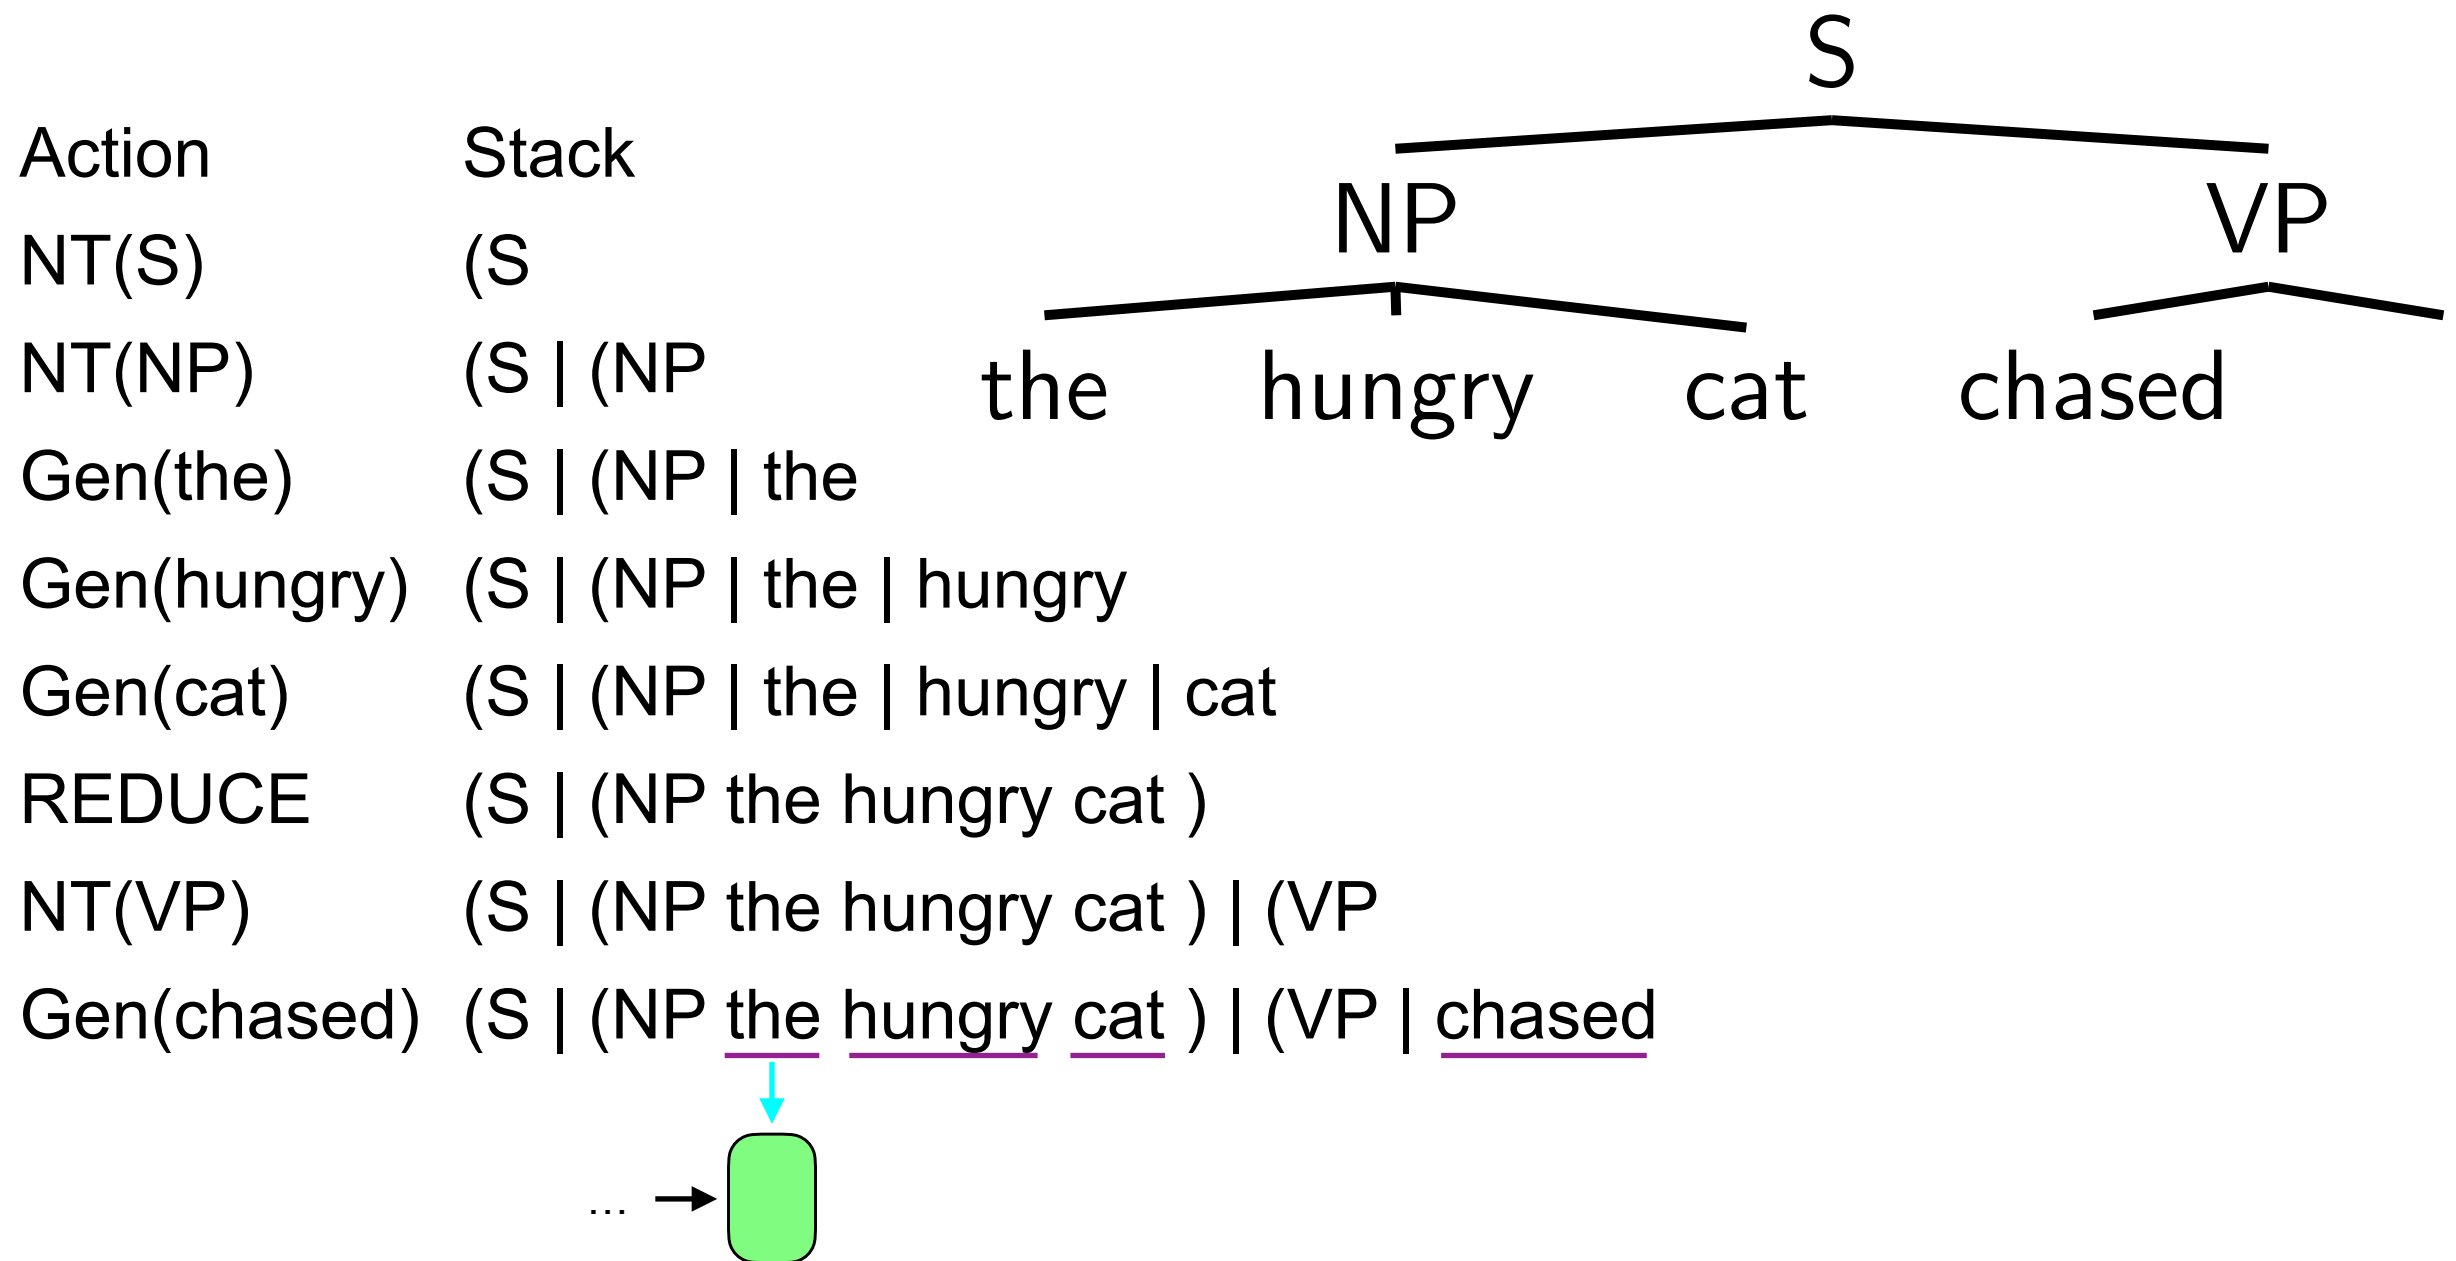 S
Action Stack
NP VP
NT(S) (S
NT(NP) (S | (NP
the hungry cat chased
Gen(the) (S | (NP | the
Gen(hungry) (S | (NP | the | hungry
Gen(cat) (S | (NP | the | hungry | cat
REDUCE (S | (NP the hungry cat )
NT(VP) (S | (NP the hungry cat ) | (VP
Gen(chased) (S | (NP the hungry cat ) | (VP | chased
...